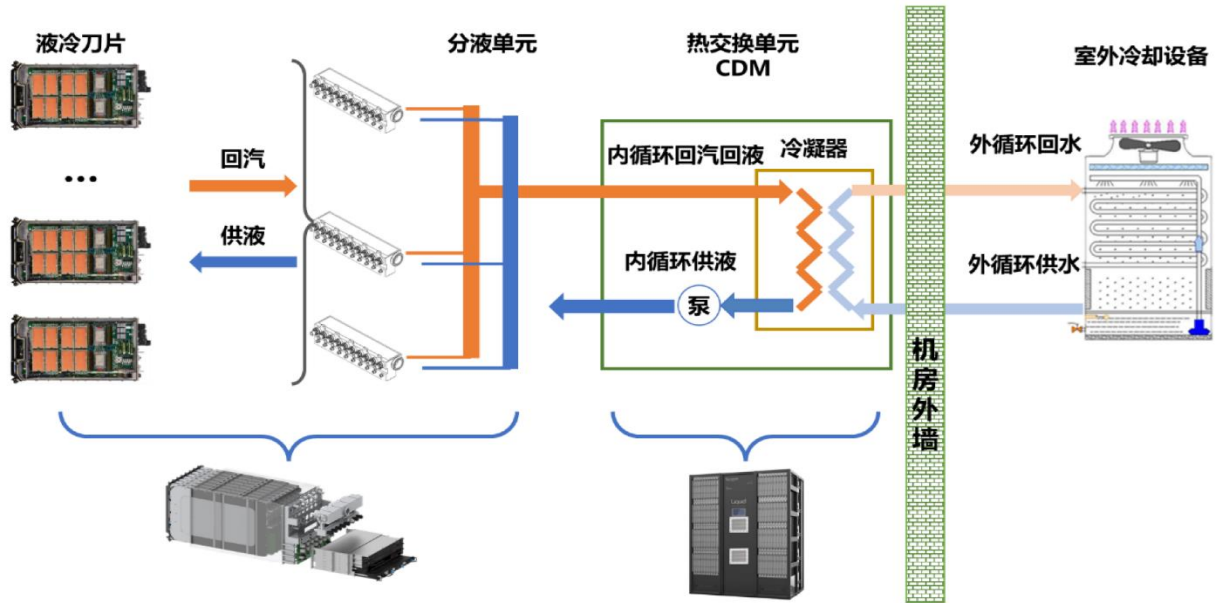 液冷刀片
分液单元
热交换单元
CDM
室外冷却设备
回汽
供液
内循环回汽回液
冷凝器
内循环供液
泵
外循环回水
外循环供水
机房外墙
...
Liquid